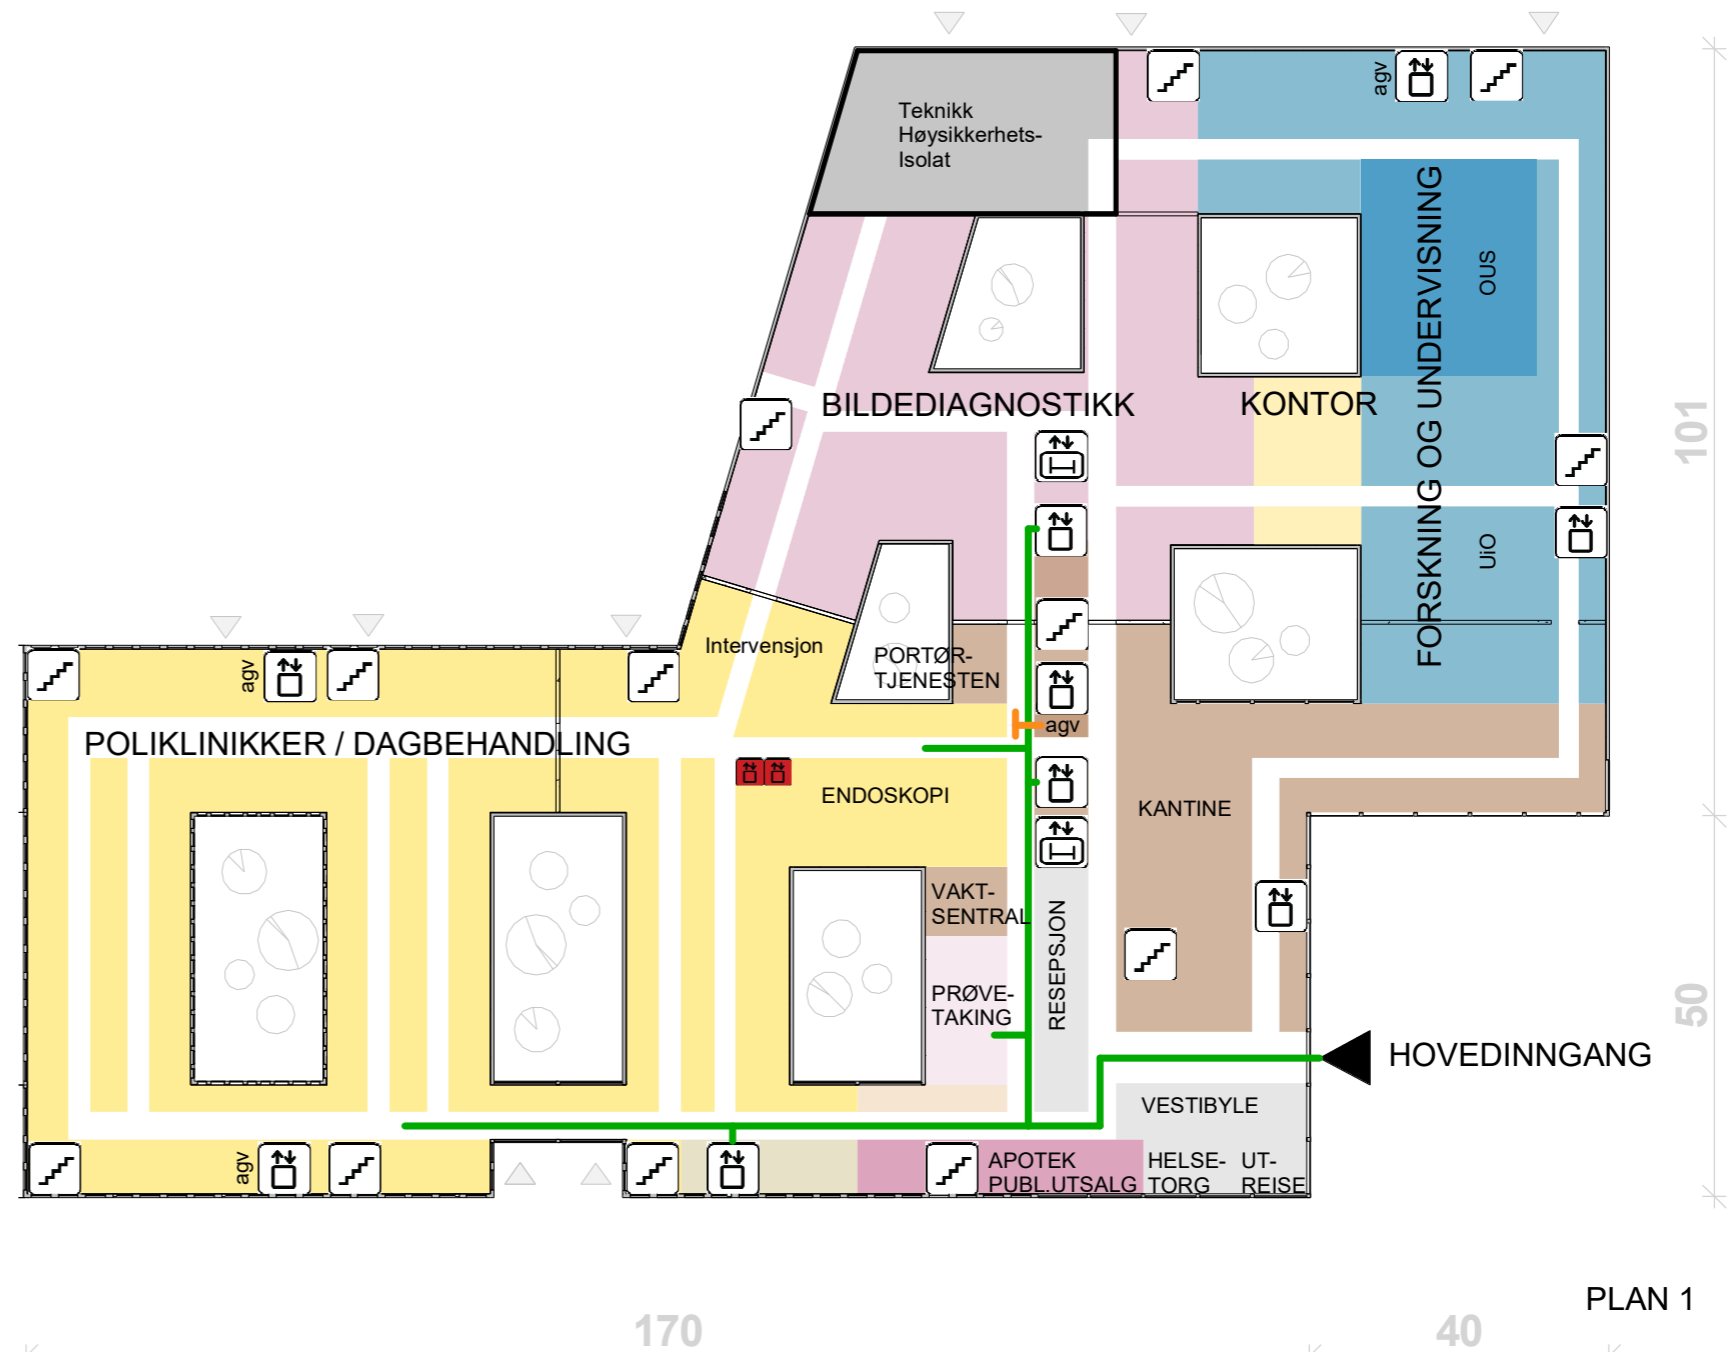 agv
Teknikk
Høysikkerhets-
Isolat
FORSKNING OG UNDERVISNING
OUS
BILDEDIAGNOSTIKK
KONTOR
101
UiO
Intervensjon
PORTØR-
TJENESTEN
agv
agv
POLIKLINIKKER / DAGBEHANDLING
ENDOSKOPI
KANTINE
VAKT-
SENTRAL
RESEPSJON
PRØVE-
TAKING
50
HOVEDINNGANG
VESTIBYLE
agv
APOTEK
PUBL.UTSALG
HELSE-
TORG
UT-
REISE
PLAN 1
170
40